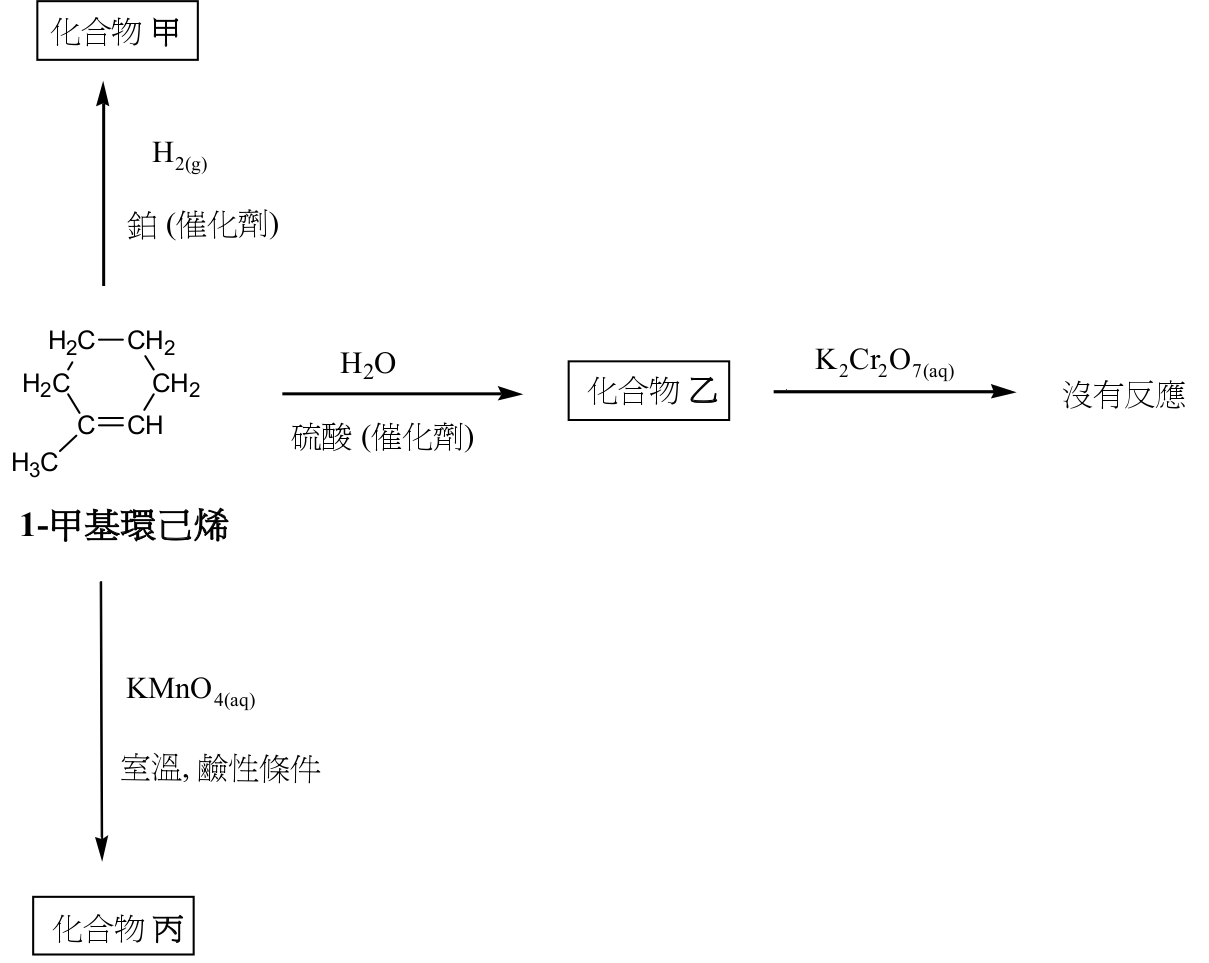 化合物 甲
H2(g)
鉑 (催化劑)
H2C CH2
H2C CH2
C CH
H3C
1-甲基環己烯
H2O
硫酸 (催化劑)
化合物 乙
K2Cr2O7(aq)
沒有反應
KMnO4(aq)
室溫, 鹼性條件
化合物 丙